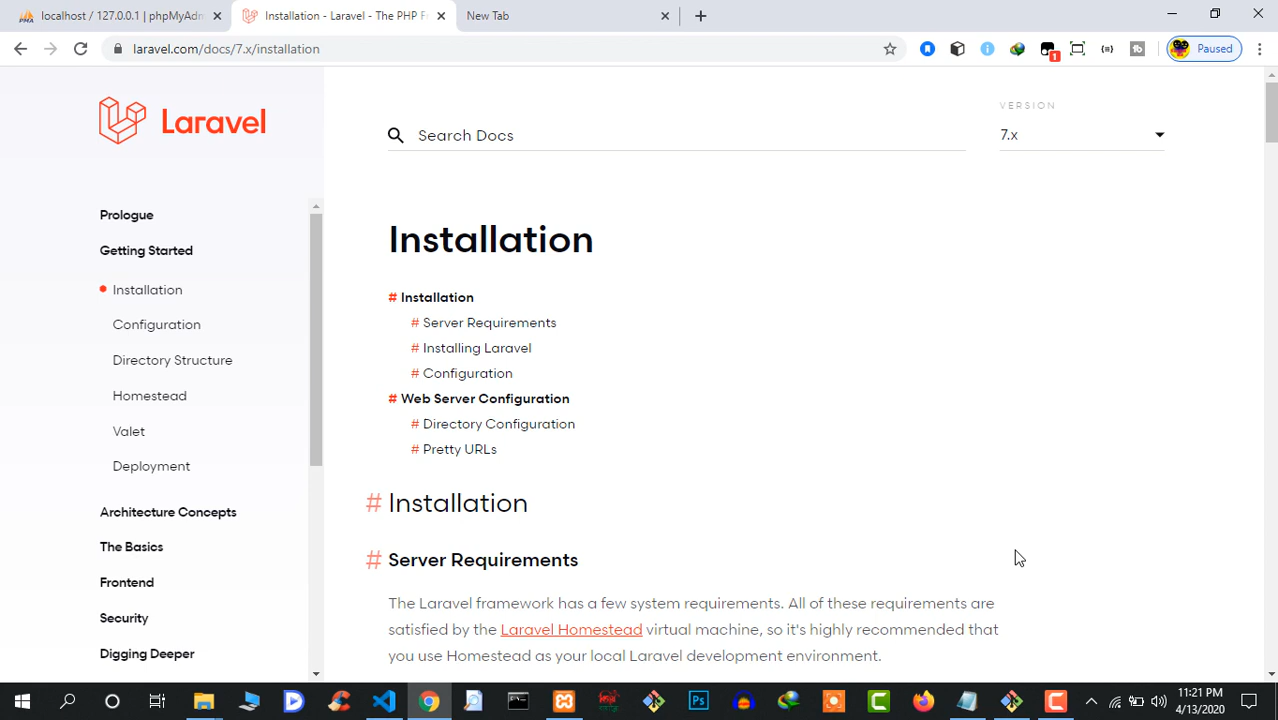 localhost / 127.0.0.1 | phpMyAdm
Installation - Laravel - The PHP F
New Tab
laravel.com/docs/7.x/installation
1
Paused
Laravel
Search Docs
VERSION
7.x
Prologue
Getting Started
Installation
Configuration
Directory Structure
Homestead
Valet
Deployment
Architecture Concepts
The Basics
Frontend
Security
Digging Deeper
Installation
# Installation
# Server Requirements
# Installing Laravel
# Configuration
# Web Server Configuration
# Directory Configuration
# Pretty URLs
# Installation
# Server Requirements
The Laravel framework has a few system requirements. All of these requirements are
satisfied by the Laravel Homestead virtual machine, so it's highly recommended that
you use Homestead as your local Laravel development environment.
11:21 PM
4/13/2020